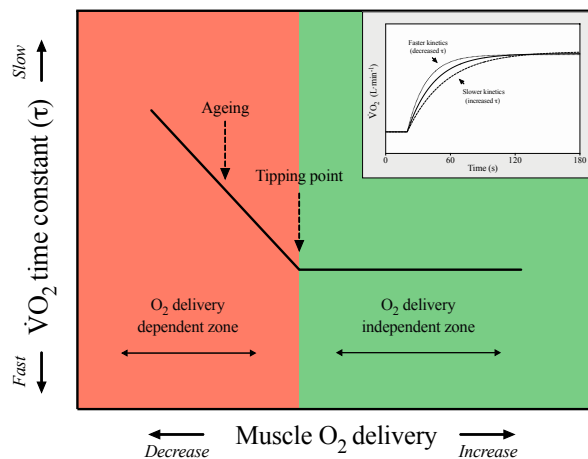 Slow
V̇O₂ time constant (τ)
Fast
Ageing
Tipping point
O₂ delivery
dependent zone
O₂ delivery
independent zone
Muscle O₂ delivery
Decrease
Increase
V̇O₂ (L·min⁻¹)
Faster kinetics
(decreased τ)
Slower kinetics
(increased τ)
0 60 120 180
Time (s)